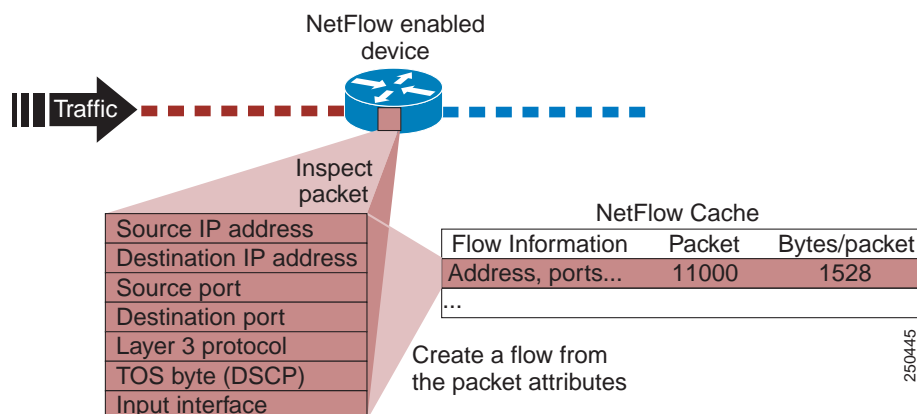 NetFlow enabled
device
Traffic
Inspect
packet
Source IP address
Destination IP address
Source port
Destination port
Layer 3 protocol
TOS byte (DSCP)
Input interface
NetFlow Cache
Flow Information Packet Bytes/packet
Address, ports... 11000 1528
...
Create a flow from
the packet attributes
250445